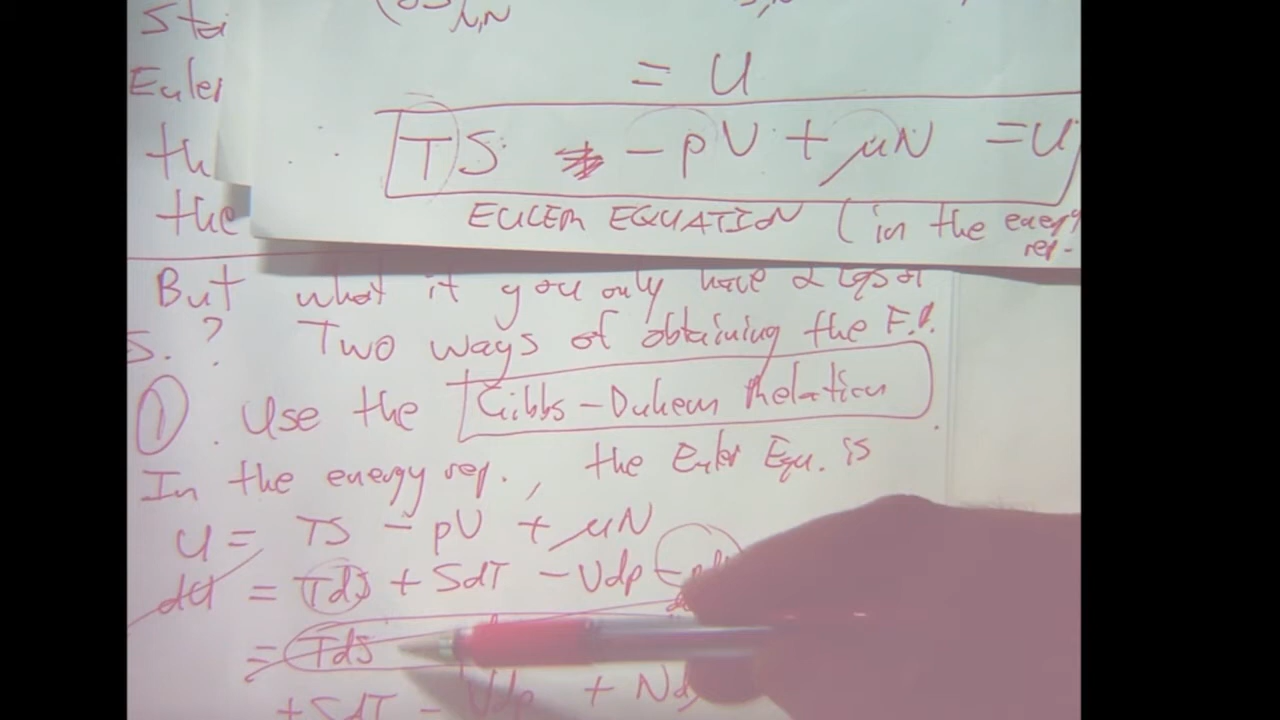 = U
TS - pV + μN = U
EULER EQUATION (in the energy
rep.
Euler
the
But what if you only have 2 Eqs of
S. ? Two ways of obtaining the F.R.
① Use the Gibbs-Duhem Relation.
In the energy rep., the Euler Equ. is
U = TS - pV + μN
dU = TdS + SdT - Vdp
= TdS
+ SdT - Vdp + Nd